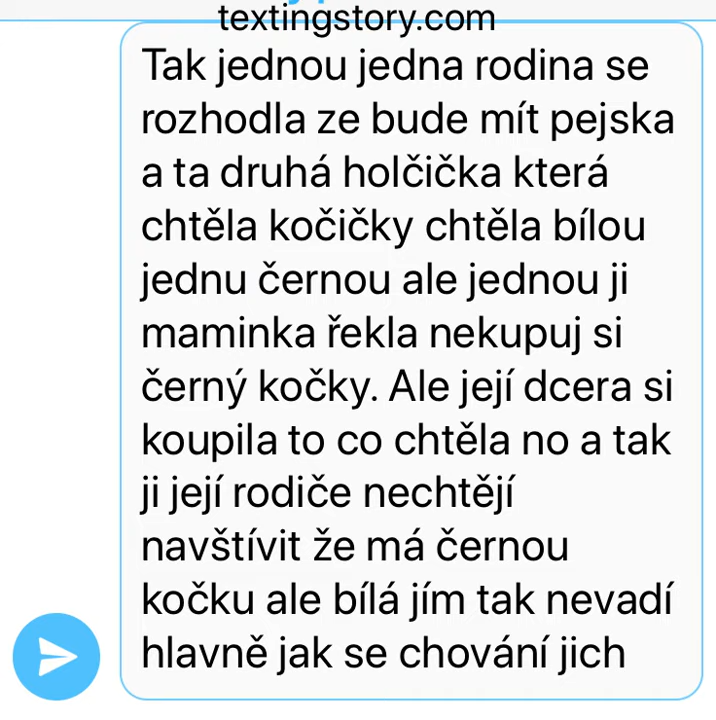 textingstory.com
Tak jednou jedna rodina se
rozhodla ze bude mít pejska
a ta druhá holčička která
chtěla kočičky chtěla bílou
jednu černou ale jednou ji
maminka řekla nekupuj si
černý kočky. Ale její dcera si
koupila to co chtěla no a tak
ji její rodiče nechtějí
navštívit že má černou
kočku ale bílá jím tak nevadí
hlavně jak se chování jich